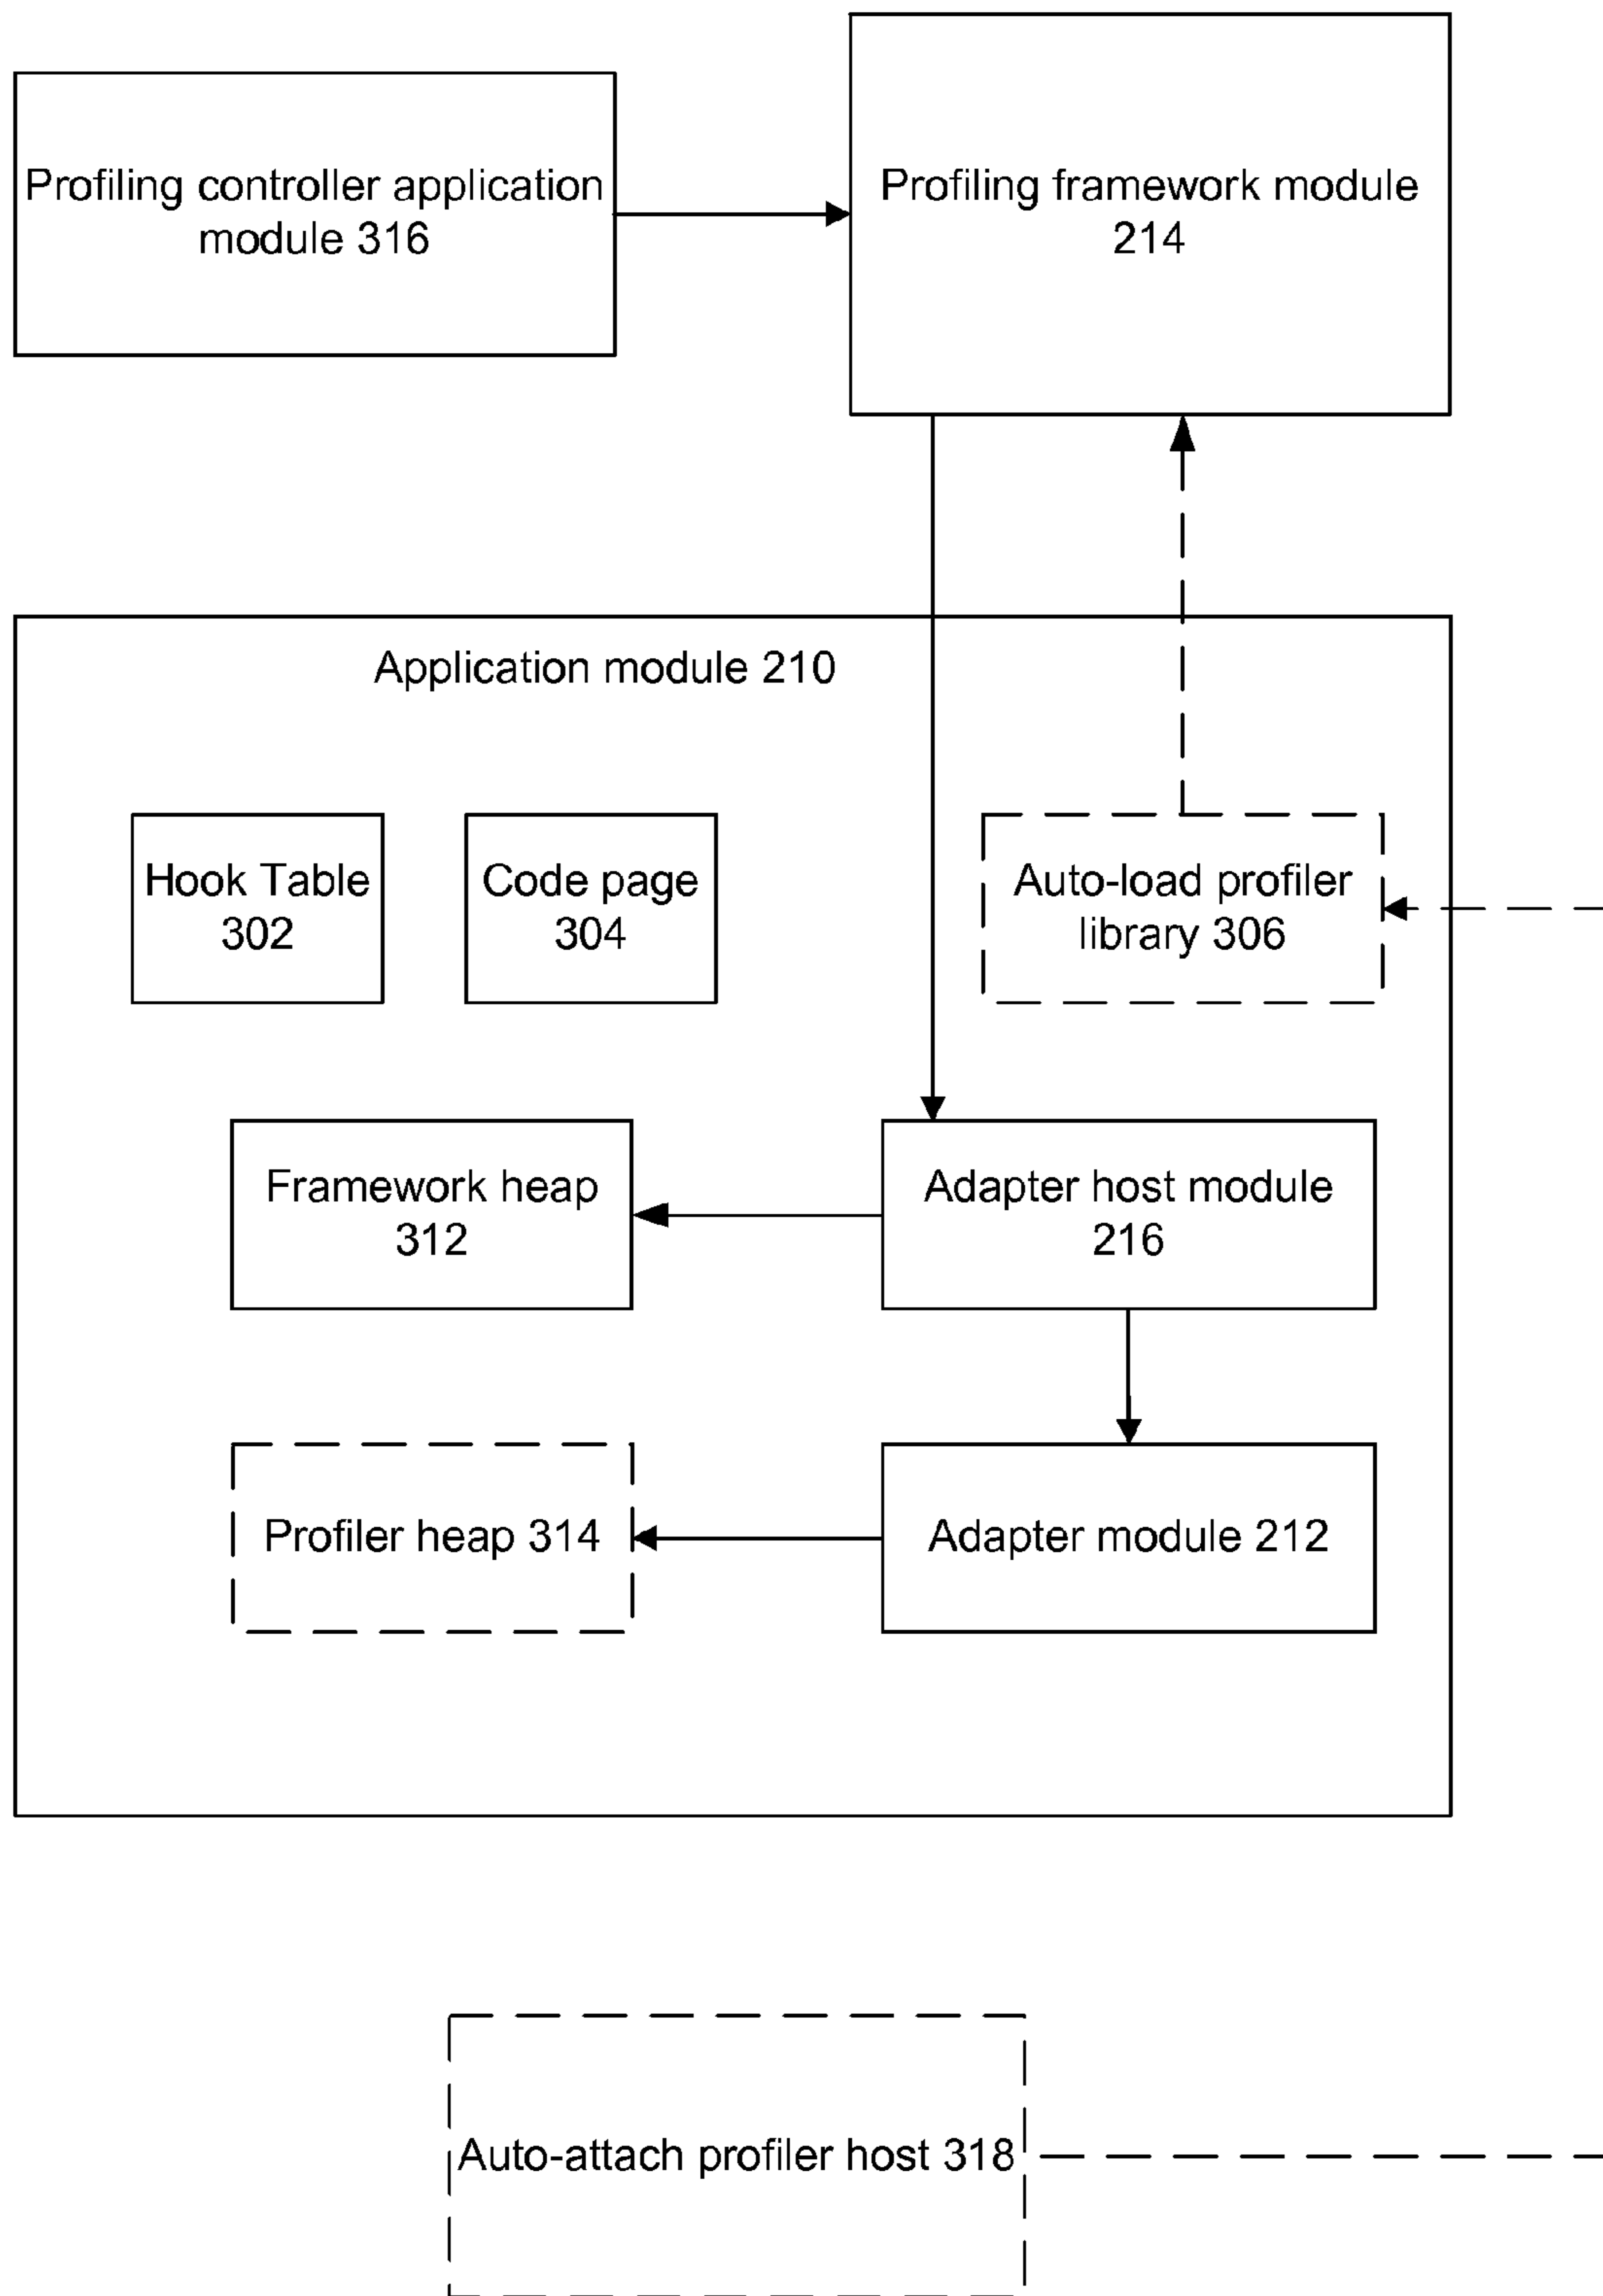 Profiling controller application
module 316
Profiling framework module
214
Application module 210
Hook Table
302
Code page
304
Auto-load profiler
library 306
Framework heap
312
Adapter host module
216
Profiler heap 314
Adapter module 212
Auto-attach profiler host 318